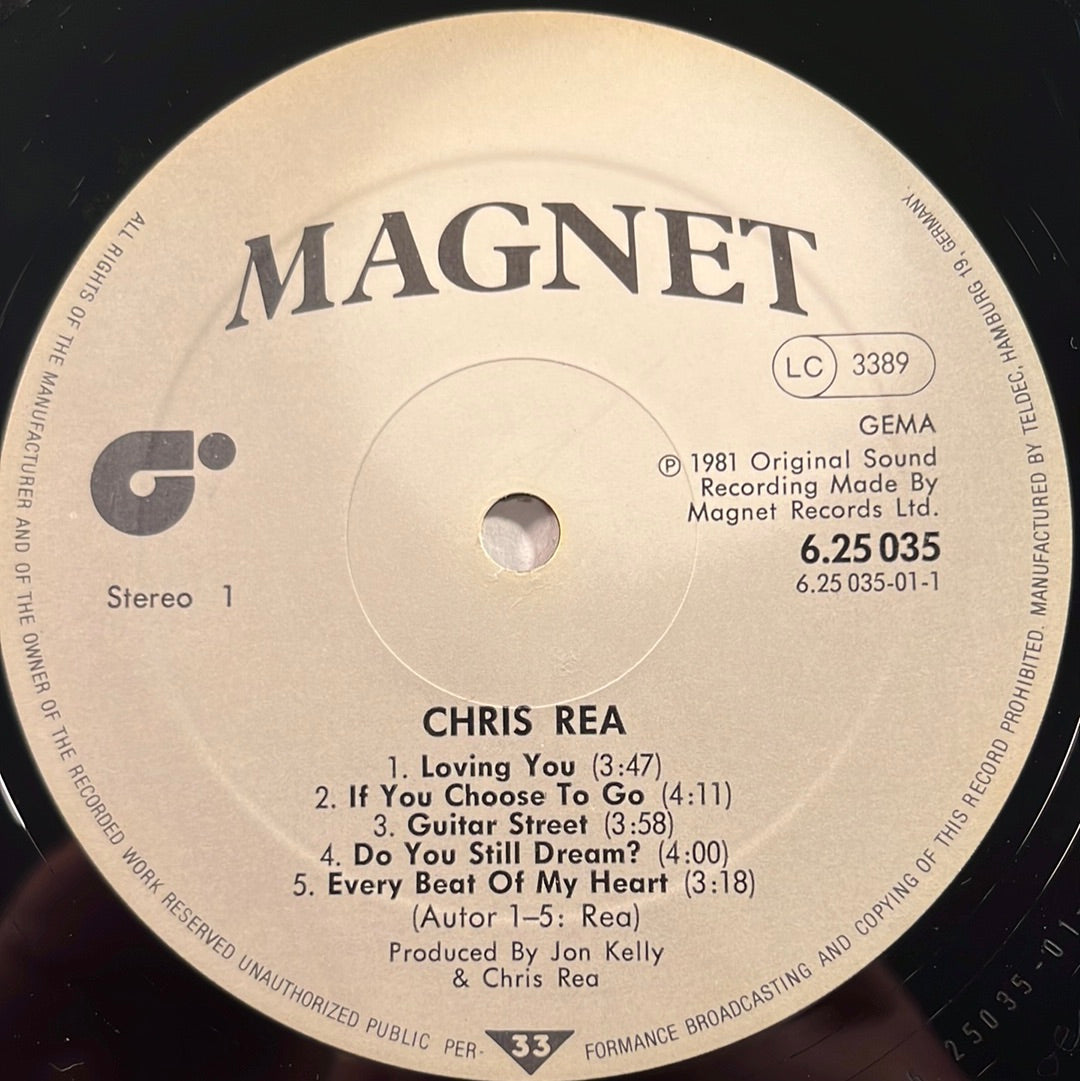 MAGNET
LC 3389
GEMA
℗ 1981 Original Sound
Recording Made By
Magnet Records Ltd.
6.25 035
6.25 035-01-1
Stereo 1
CHRIS REA
1. Loving You (3:47)
2. If You Choose To Go (4:11)
3. Guitar Street (3:58)
4. Do You Still Dream? (4:00)
5. Every Beat Of My Heart (3:18)
(Autor 1–5: Rea)
Produced By Jon Kelly
& Chris Rea
33
ALL RIGHTS OF THE MANUFACTURER AND OF THE OWNER OF THE RECORDED WORK RESERVED UNAUTHORIZED PUBLIC PER-FORMANCE BROADCASTING AND COPYING OF THIS RECORD PROHIBITED. MANUFACTURED BY TELDEC, HAMBURG 19, GERMANY.
25035-01